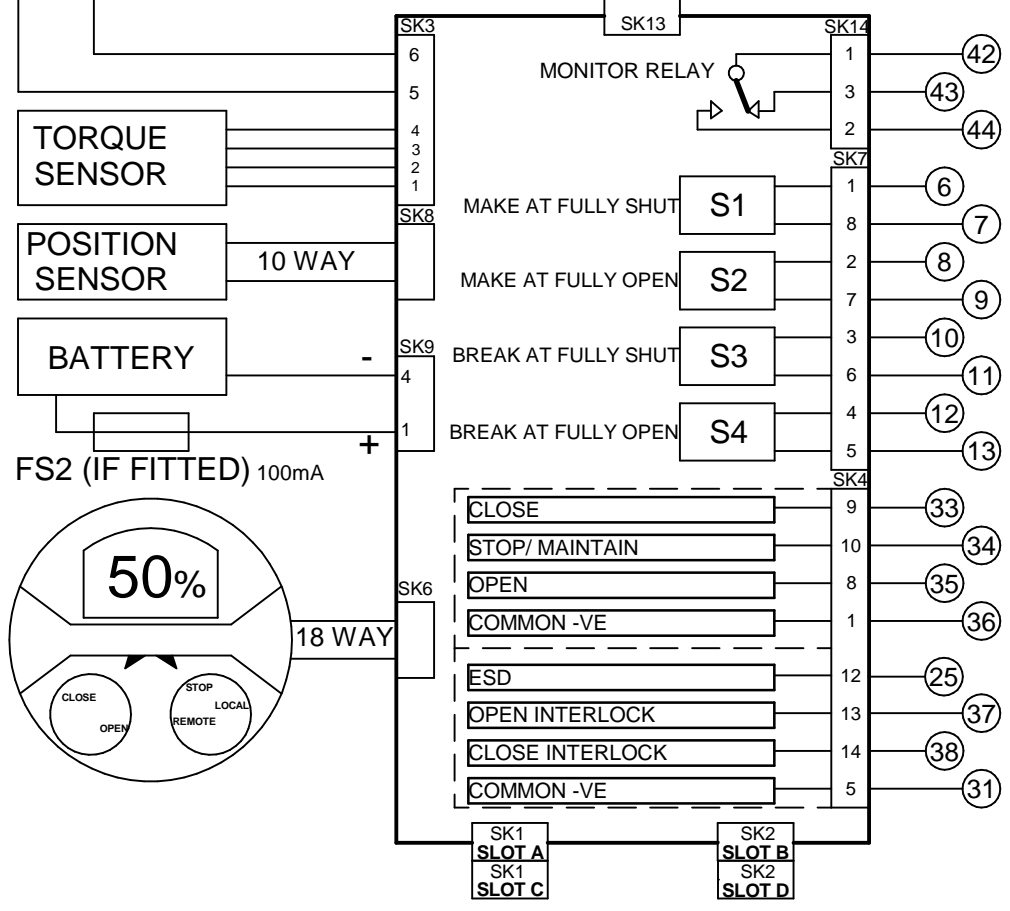 SK13
SK3
6
5
4
3
2
1
TORQUE
SENSOR
SK8
POSITION
SENSOR
10 WAY
BATTERY
-
SK9
4
1
+
FS2 (IF FITTED) 100mA
50%
CLOSE
OPEN
STOP
LOCAL
REMOTE
18 WAY
SK6
MONITOR RELAY
SK14
1 42
3 43
2 44
SK7
MAKE AT FULLY SHUT S1
1 6
8 7
MAKE AT FULLY OPEN S2
2 8
7 9
BREAK AT FULLY SHUT S3
3 10
6 11
BREAK AT FULLY OPEN S4
4 12
5 13
SK4
CLOSE 9 33
STOP/ MAINTAIN 10 34
OPEN 8 35
COMMON -VE 1 36
ESD 12 25
OPEN INTERLOCK 13 37
CLOSE INTERLOCK 14 38
COMMON -VE 5 31
SK1
SLOT A
SK1
SLOT C
SK2
SLOT B
SK2
SLOT D